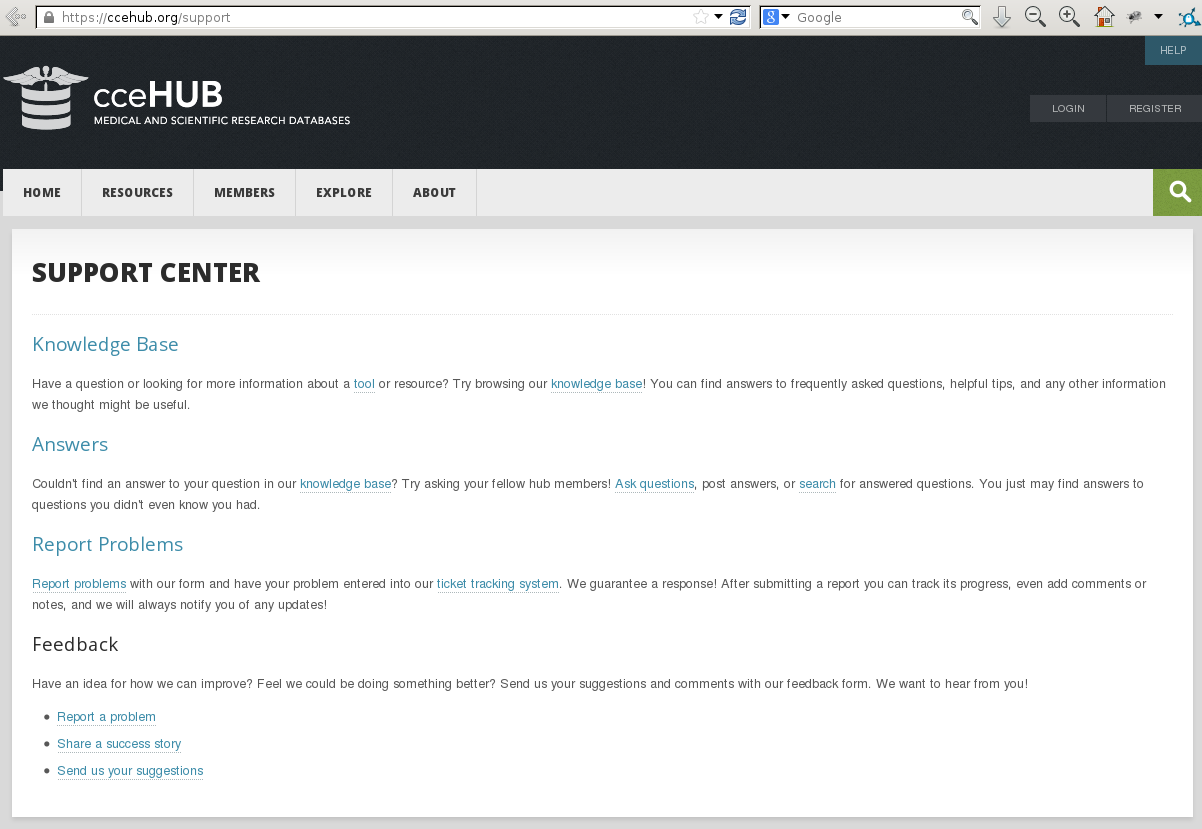 https://ccehub.org/support
8 Google
HELP
cceHUB
MEDICAL AND SCIENTIFIC RESEARCH DATABASES
LOGIN REGISTER
HOME RESOURCES MEMBERS EXPLORE ABOUT
SUPPORT CENTER
Knowledge Base
Have a question or looking for more information about a tool or resource? Try browsing our knowledge base! You can find answers to frequently asked questions, helpful tips, and any other information
we thought might be useful.
Answers
Couldn't find an answer to your question in our knowledge base? Try asking your fellow hub members! Ask questions, post answers, or search for answered questions. You just may find answers to
questions you didn't even know you had.
Report Problems
Report problems with our form and have your problem entered into our ticket tracking system. We guarantee a response! After submitting a report you can track its progress, even add comments or
notes, and we will always notify you of any updates!
Feedback
Have an idea for how we can improve? Feel we could be doing something better? Send us your suggestions and comments with our feedback form. We want to hear from you!
Report a problem
Share a success story
Send us your suggestions